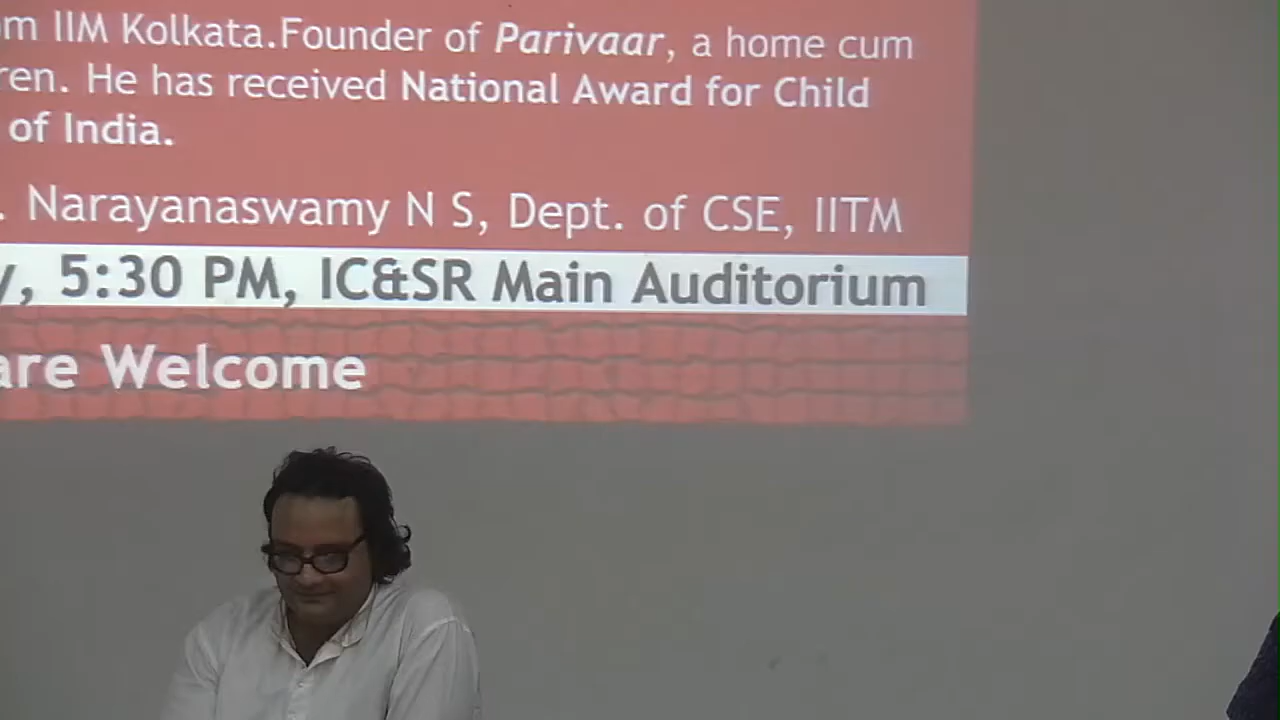 IIM Kolkata.Founder of Parivaar, a home cum
. He has received National Award for Child
of India.
. Narayanaswamy N S, Dept. of CSE, IITM
, 5:30 PM, IC&SR Main Auditorium
are Welcome